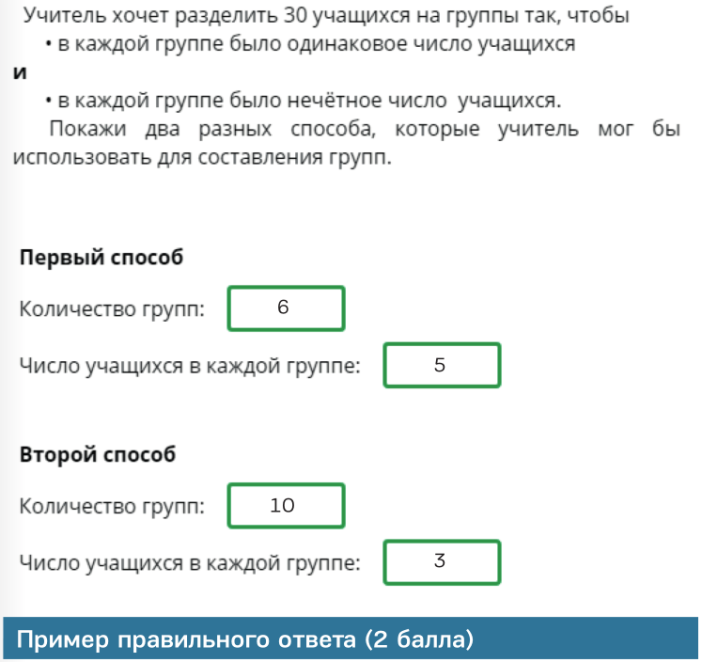 Учитель хочет разделить 30 учащихся на группы так, чтобы
• в каждой группе было одинаковое число учащихся
и
• в каждой группе было нечётное число учащихся.
Покажи два разных способа, которые учитель мог бы
использовать для составления групп.
Первый способ
Количество групп: 6
Число учащихся в каждой группе: 5
Второй способ
Количество групп: 10
Число учащихся в каждой группе: 3
Пример правильного ответа (2 балла)